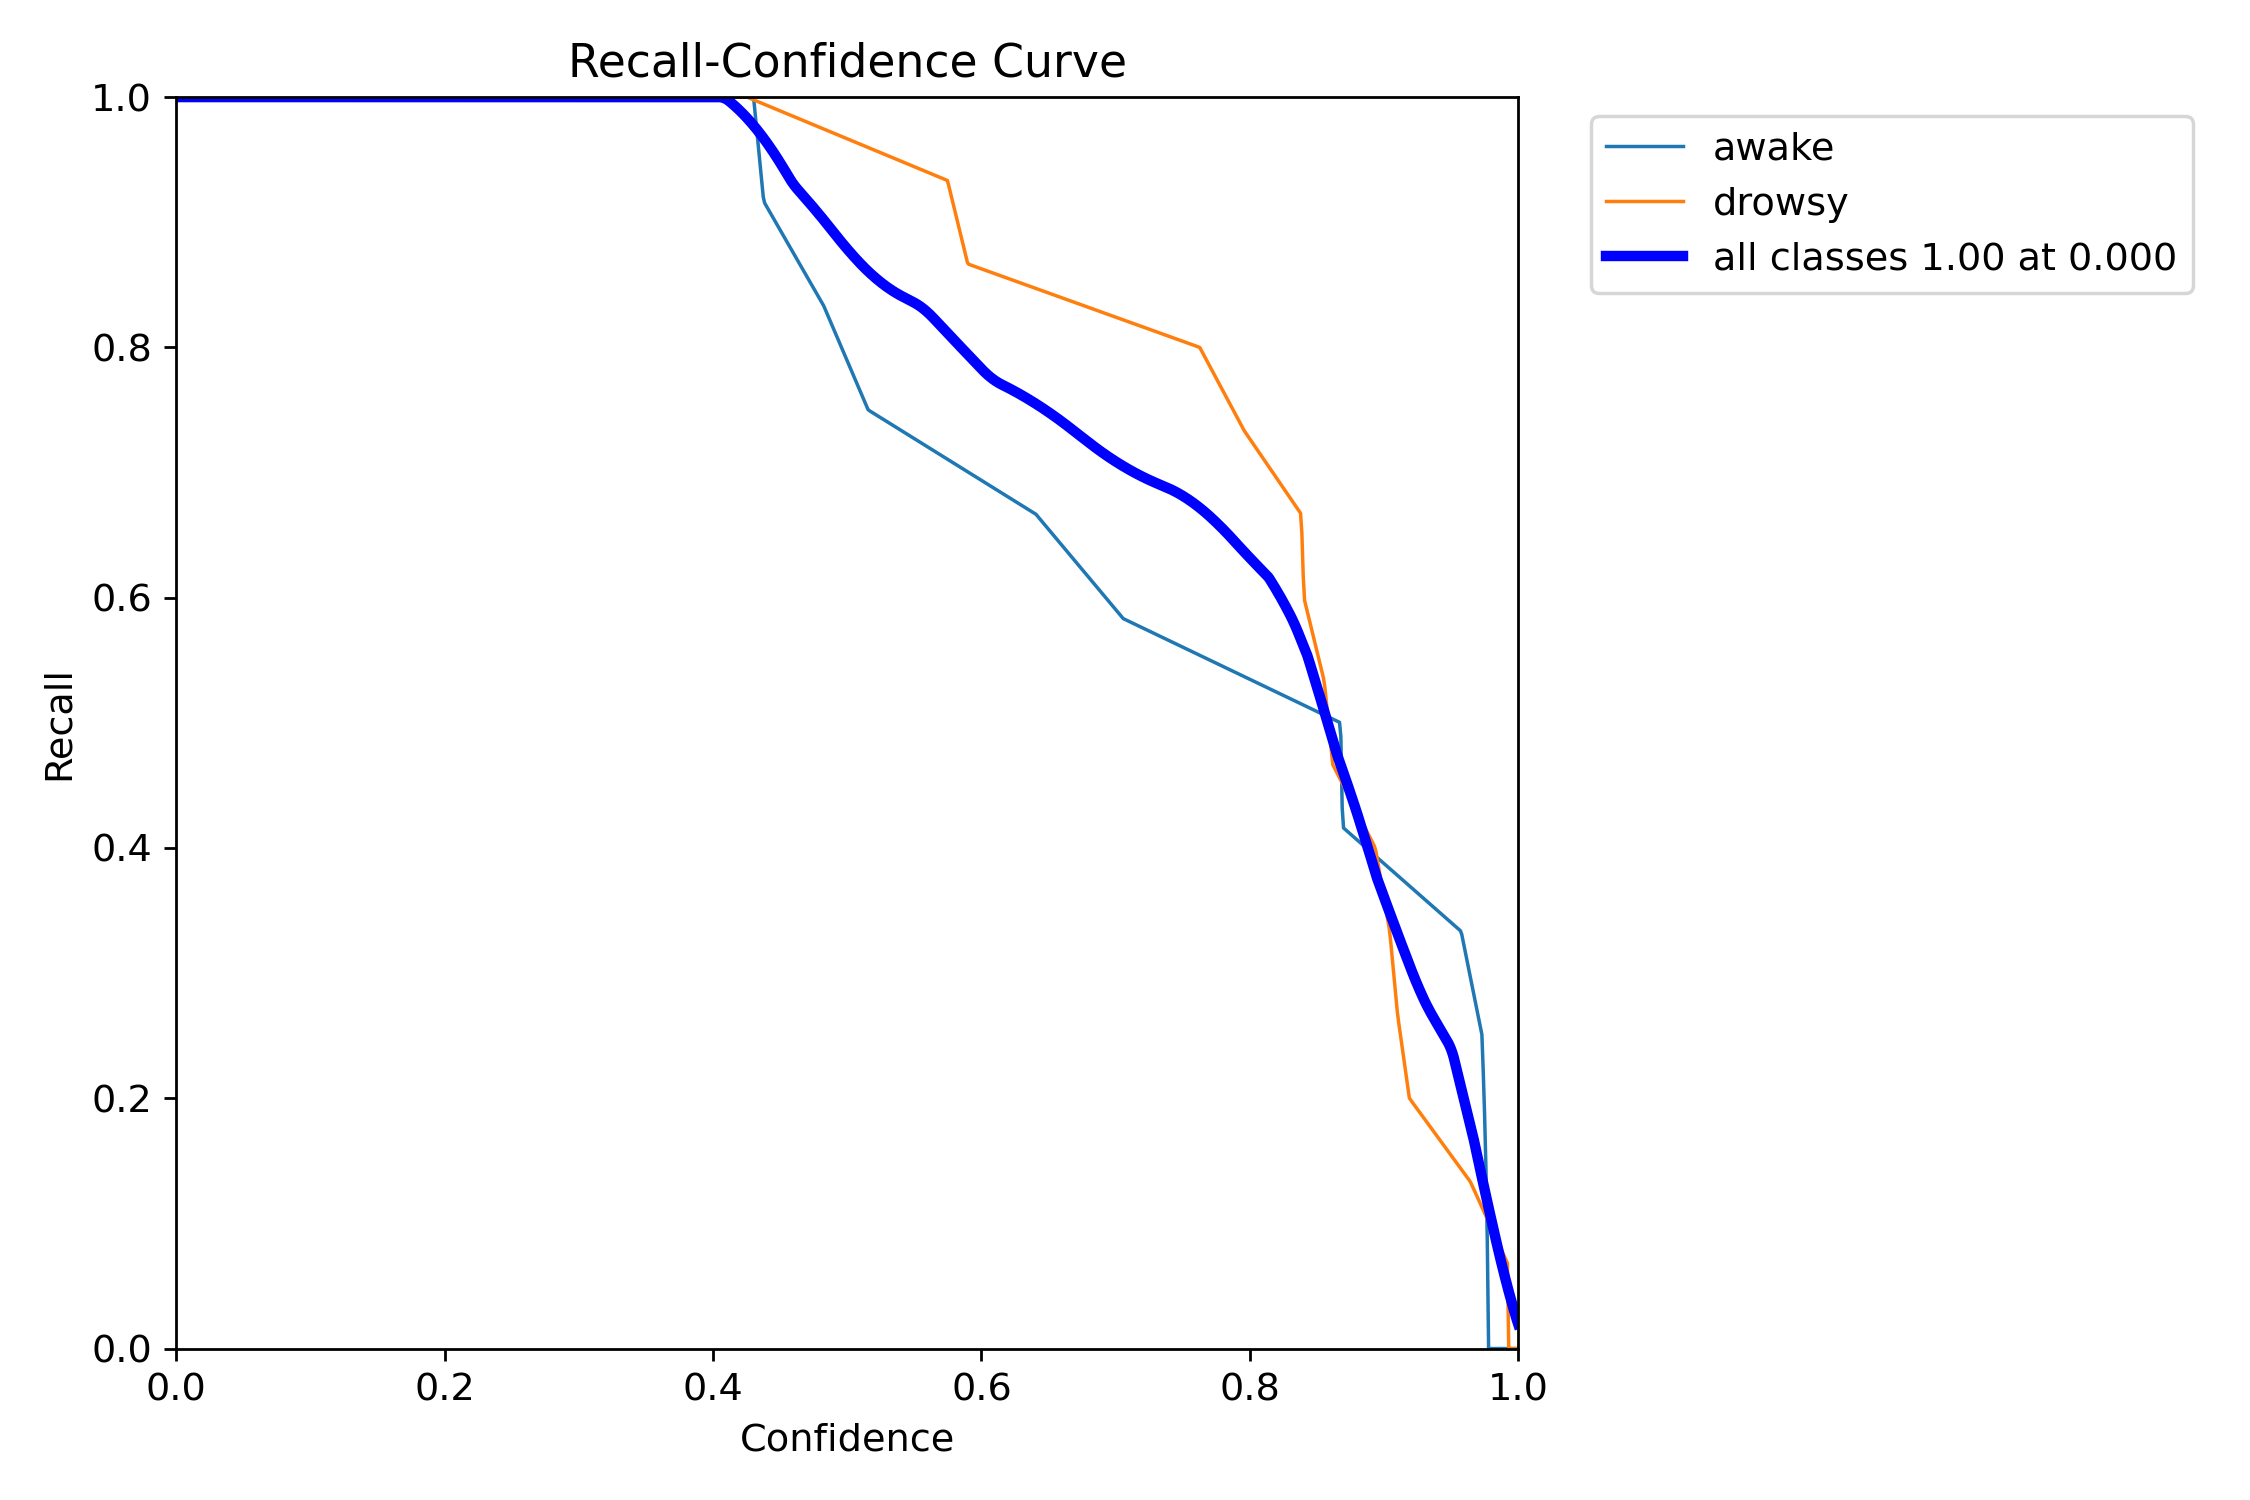 Recall-Confidence Curve
1.0
0.8
0.6
0.4
0.2
0.0
Recall
0.0 0.2 0.4 0.6 0.8 1.0
Confidence
awake
drowsy
all classes 1.00 at 0.000